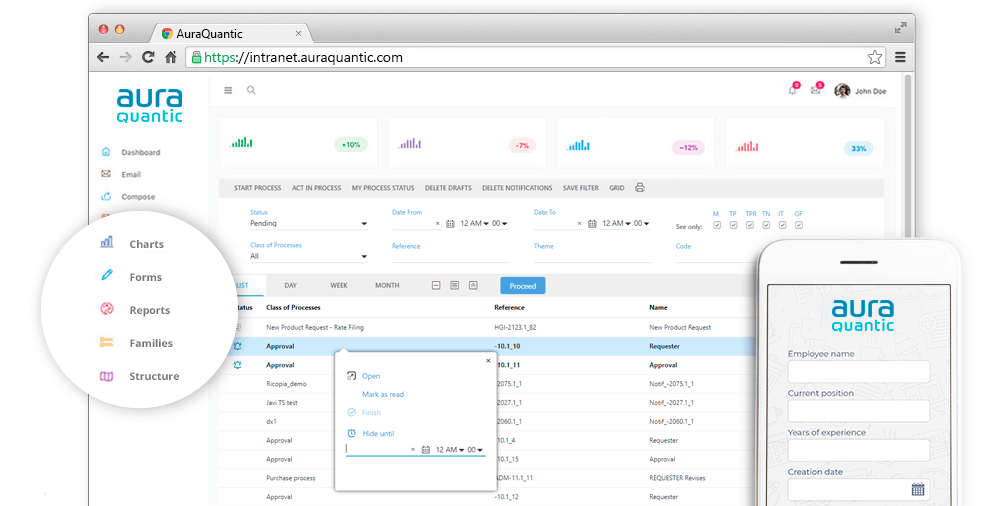 AuraQuantic
https://intranet.auraquantic.com
aura
quantic
John Doe
Dashboard
Email
Compose
Charts
Forms
Reports
Families
Structure
+10%
-7%
-12%
33%
START PROCESS ACT IN PROCESS MY PROCESS STATUS DELETE DRAFTS DELETE NOTIFICATIONS SAVE FILTER GRID
Status Date From Date To M TP TPR TN IT GF
Pending 12 AM 00 12 AM 00 See only:
Class of Processes Reference Theme Code
All
DAY WEEK MONTH Proceed
Class of Processes Reference Name
New Product Request - Rate Filing HGI-2123.1_82 New Product Request
Approval -10.1_10 Requester
Approval -10.1_11 Approval
Ricopia_demo -2075.1_1 Notif_-2075.1_1
Javi TS test -2027.1_1 Notif_-2027.1_1
dx1 -2060.1_1 Notif_-2060.1_1
Approval -10.1_4 Requester
Approval -10.1_15 Approval
Purchase process ADM-11.1_11 REQUESTER Revises
Approval -10.1_12 Requester
Open
Mark as read
Finish
Hide until
12 AM 00
aura
quantic
Employee name
Current position
Years of experience
Creation date